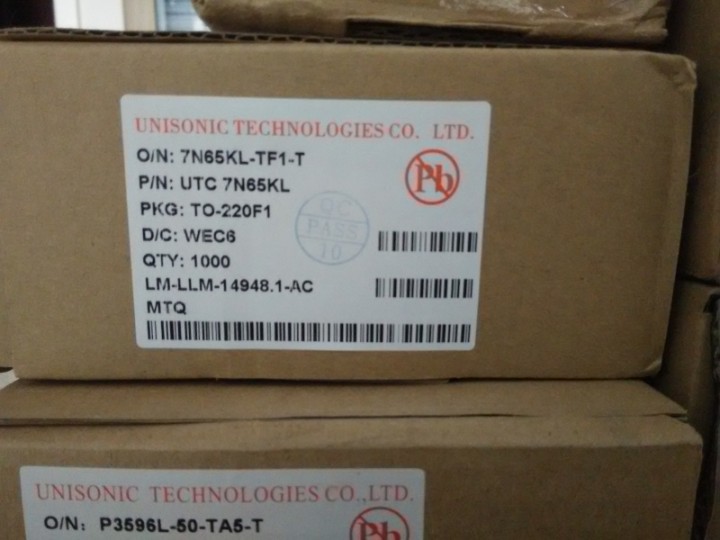 UNISONIC TECHNOLOGIES CO. LTD.
O/N: 7N65KL-TF1-T
P/N: UTC 7N65KL
PKG: TO-220F1
D/C: WEC6
QTY: 1000
LM-LLM-14948.1-AC
MTQ
Pb
QC
PASS
10
UNISONIC TECHNOLOGIES CO.,LTD.
O/N: P3596L-50-TA5-T
Pb